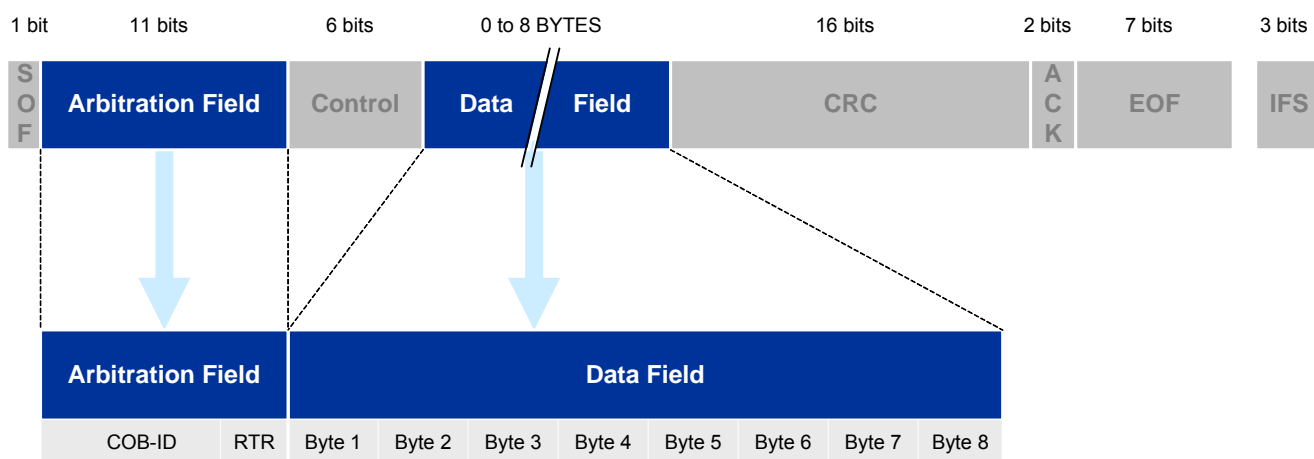 1 bit 11 bits 6 bits 0 to 8 BYTES 16 bits 2 bits 7 bits 3 bits
SOF Arbitration Field Control Data Field CRC ACK EOF IFS
Arbitration Field Data Field
COB-ID RTR Byte 1 Byte 2 Byte 3 Byte 4 Byte 5 Byte 6 Byte 7 Byte 8